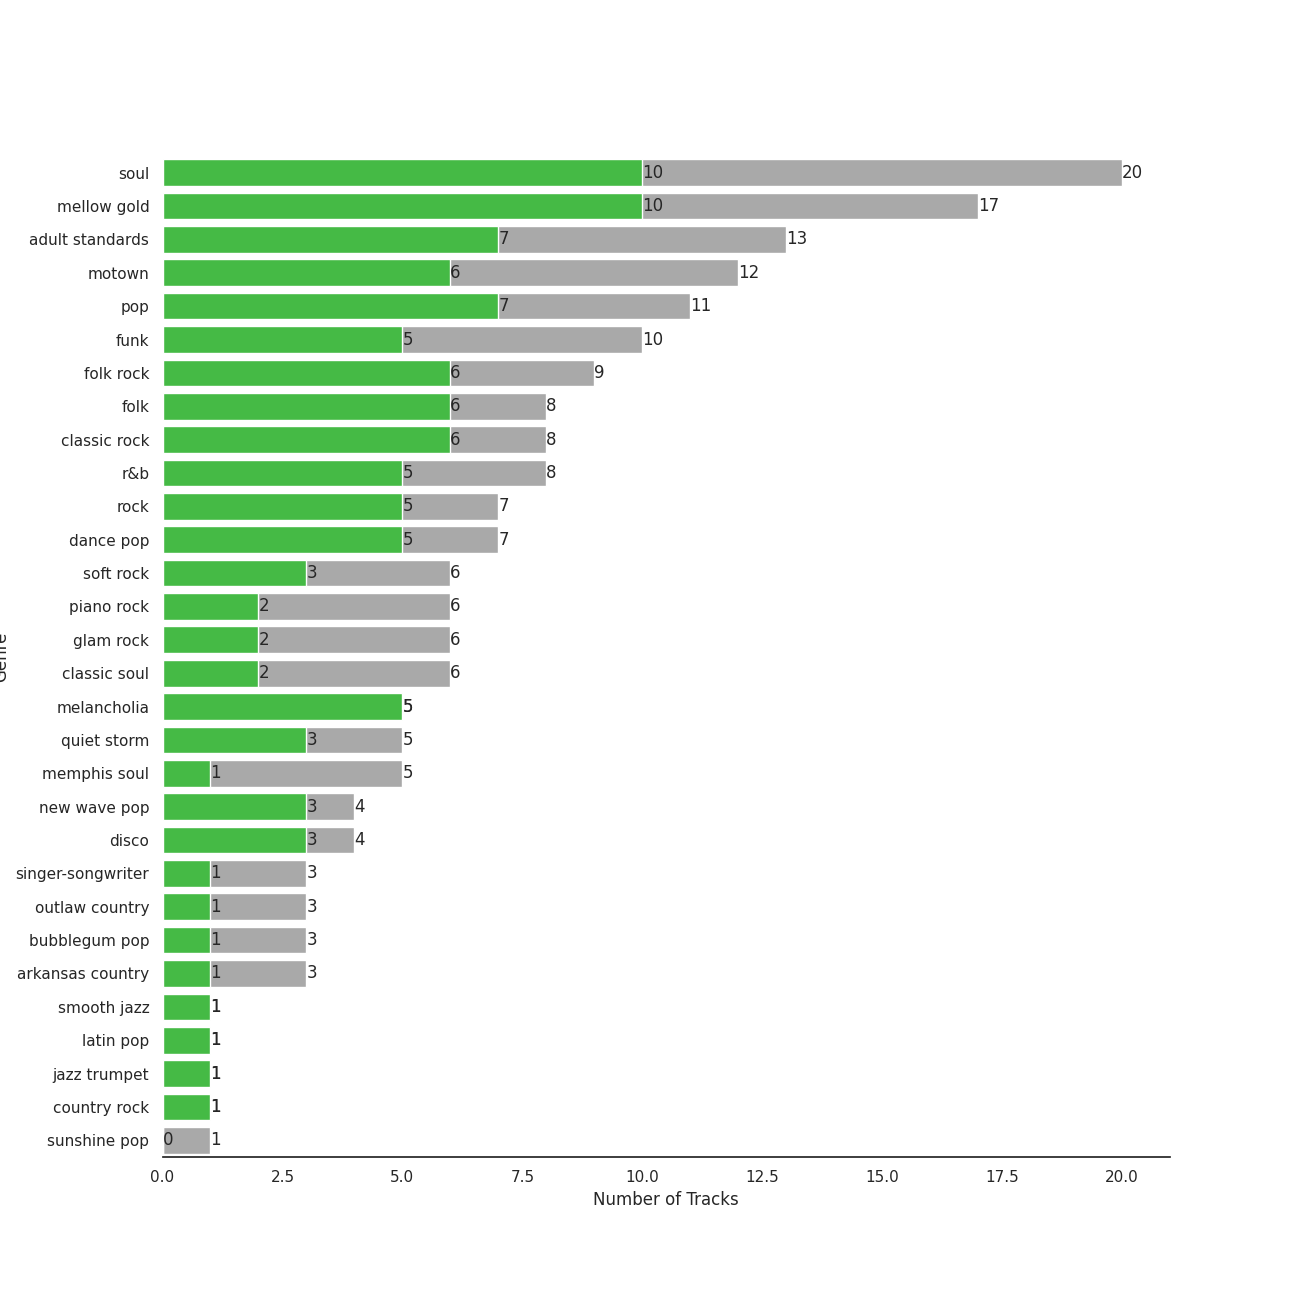 soul 10 20
mellow gold 10 17
adult standards 7 13
motown 6 12
pop 7 11
funk 5 10
folk rock 6 9
folk 6 8
classic rock 6 8
r&b 5 8
rock 5 7
dance pop 5 7
soft rock 3 6
piano rock 2 6
glam rock 2 6
classic soul 2 6
melancholia 5
quiet storm 3 5
memphis soul 1 5
new wave pop 3 4
disco 3 4
singer-songwriter 1 3
outlaw country 1 3
bubblegum pop 1 3
arkansas country 1 3
smooth jazz 1
latin pop 1
jazz trumpet 1
country rock 1
sunshine pop 0 1
0.0 2.5 5.0 7.5 10.0 12.5 15.0 17.5 20.0
Number of Tracks
Genre